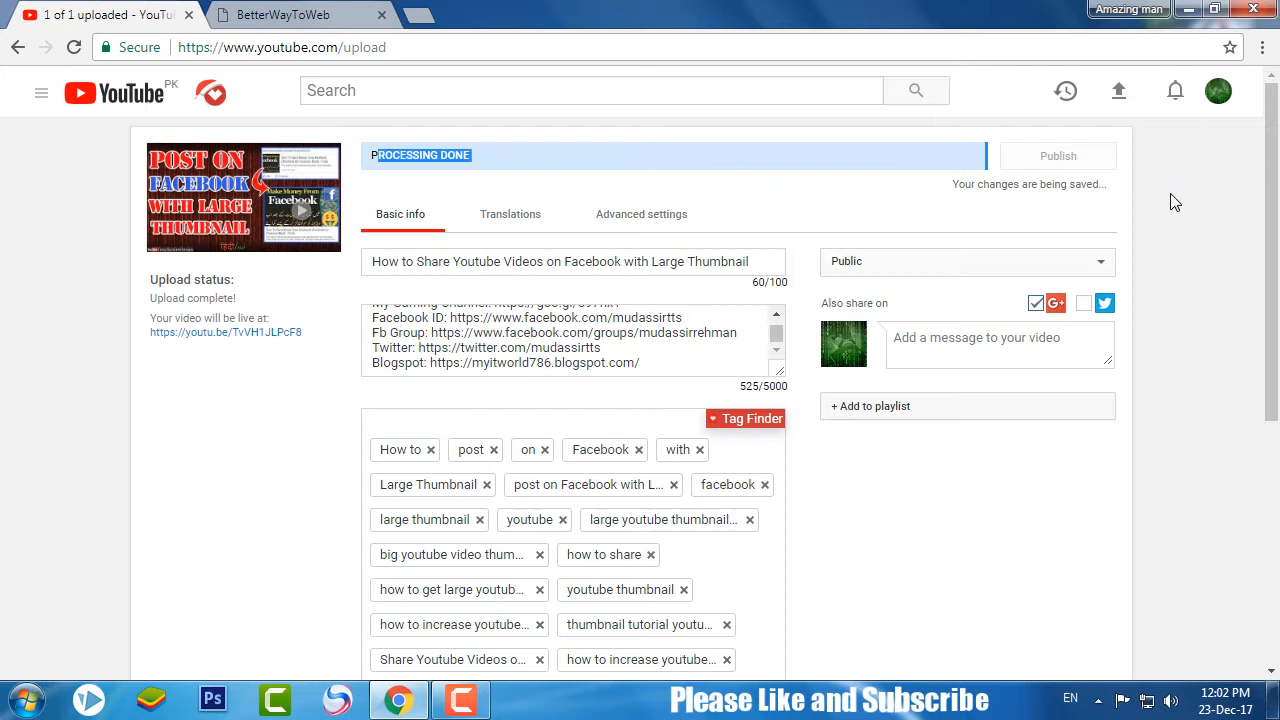 1 of 1 uploaded - YouTu
BetterWayToWeb
Amazing man
Secure
https://www.youtube.com/upload
YouTube PK
Search
POST ON
FACEBOOK
WITH LARGE
THUMBNAIL
Make Money From
Facebook
PROCESSING DONE
Publish
Your changes are being saved...
Basic info
Translations
Advanced settings
Upload status:
Upload complete!
Your video will be live at:
https://youtu.be/TvVH1JLPcF8
How to Share Youtube Videos on Facebook with Large Thumbnail
60/100
Public
Also share on
G+
Add a message to your video
Facebook ID: https://www.facebook.com/mudassirtts
Fb Group: https://www.facebook.com/groups/mudassirrehman
Twitter: https://twitter.com/mudassirtts
Blogspot: https://myitworld786.blogspot.com/
525/5000
+ Add to playlist
Tag Finder
How to
post
on
Facebook
with
Large Thumbnail
post on Facebook with L...
facebook
large thumbnail
youtube
large youtube thumbnail...
big youtube video thum...
how to share
how to get large youtub...
youtube thumbnail
how to increase youtube...
thumbnail tutorial youtu...
Share Youtube Videos o...
how to increase youtube...
Ps
C
C
Please Like and Subscribe
EN
12:02 PM
23-Dec-17